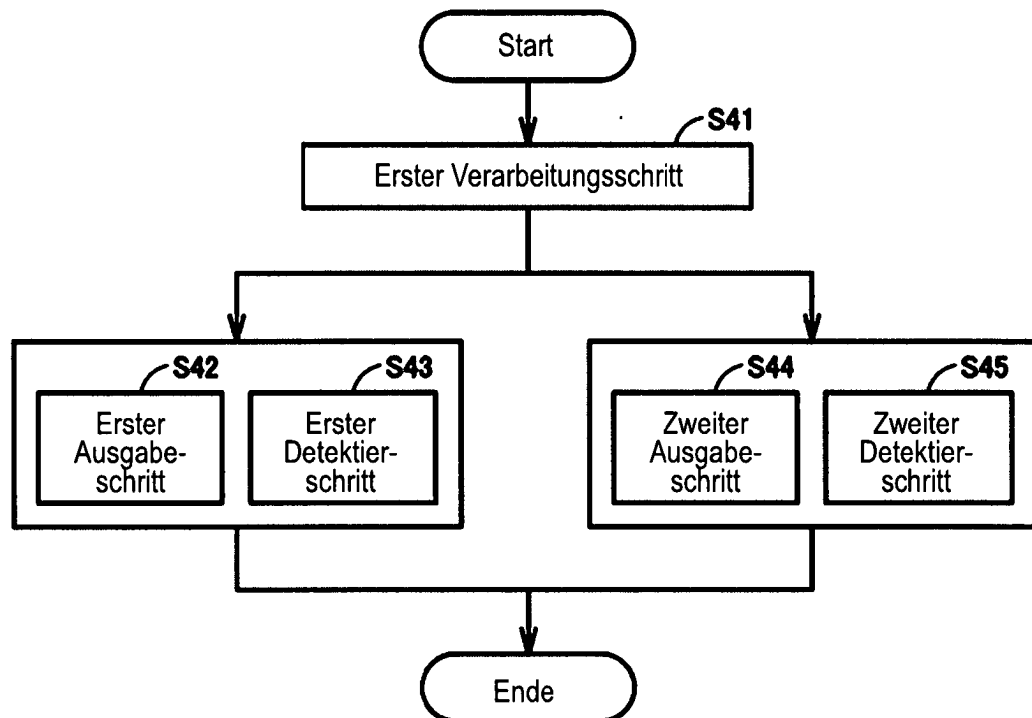 Start
S41
Erster Verarbeitungsschritt
S42
Erster
Ausgabe-
schritt
S43
Erster
Detektier-
schritt
S44
Zweiter
Ausgabe-
schritt
S45
Zweiter
Detektier-
schritt
Ende